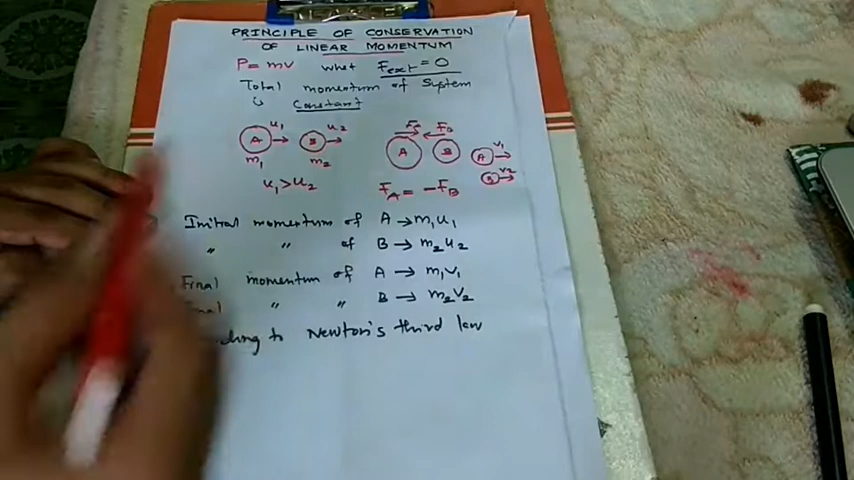 PRINCIPLE OF CONSERVATION
OF LINEAR MOMENTUM
P = mv when Fext = 0
Total momentum of System
is Constant
A u1 B u2 FA FB A B A v1
m1 m2 B v2
u1 > u2
FA = -FB
Initial momentum of A → m1u1
" " of B → m2u2
Final momentum of A → m1v1
" " B → m2v2
to Newton's third law